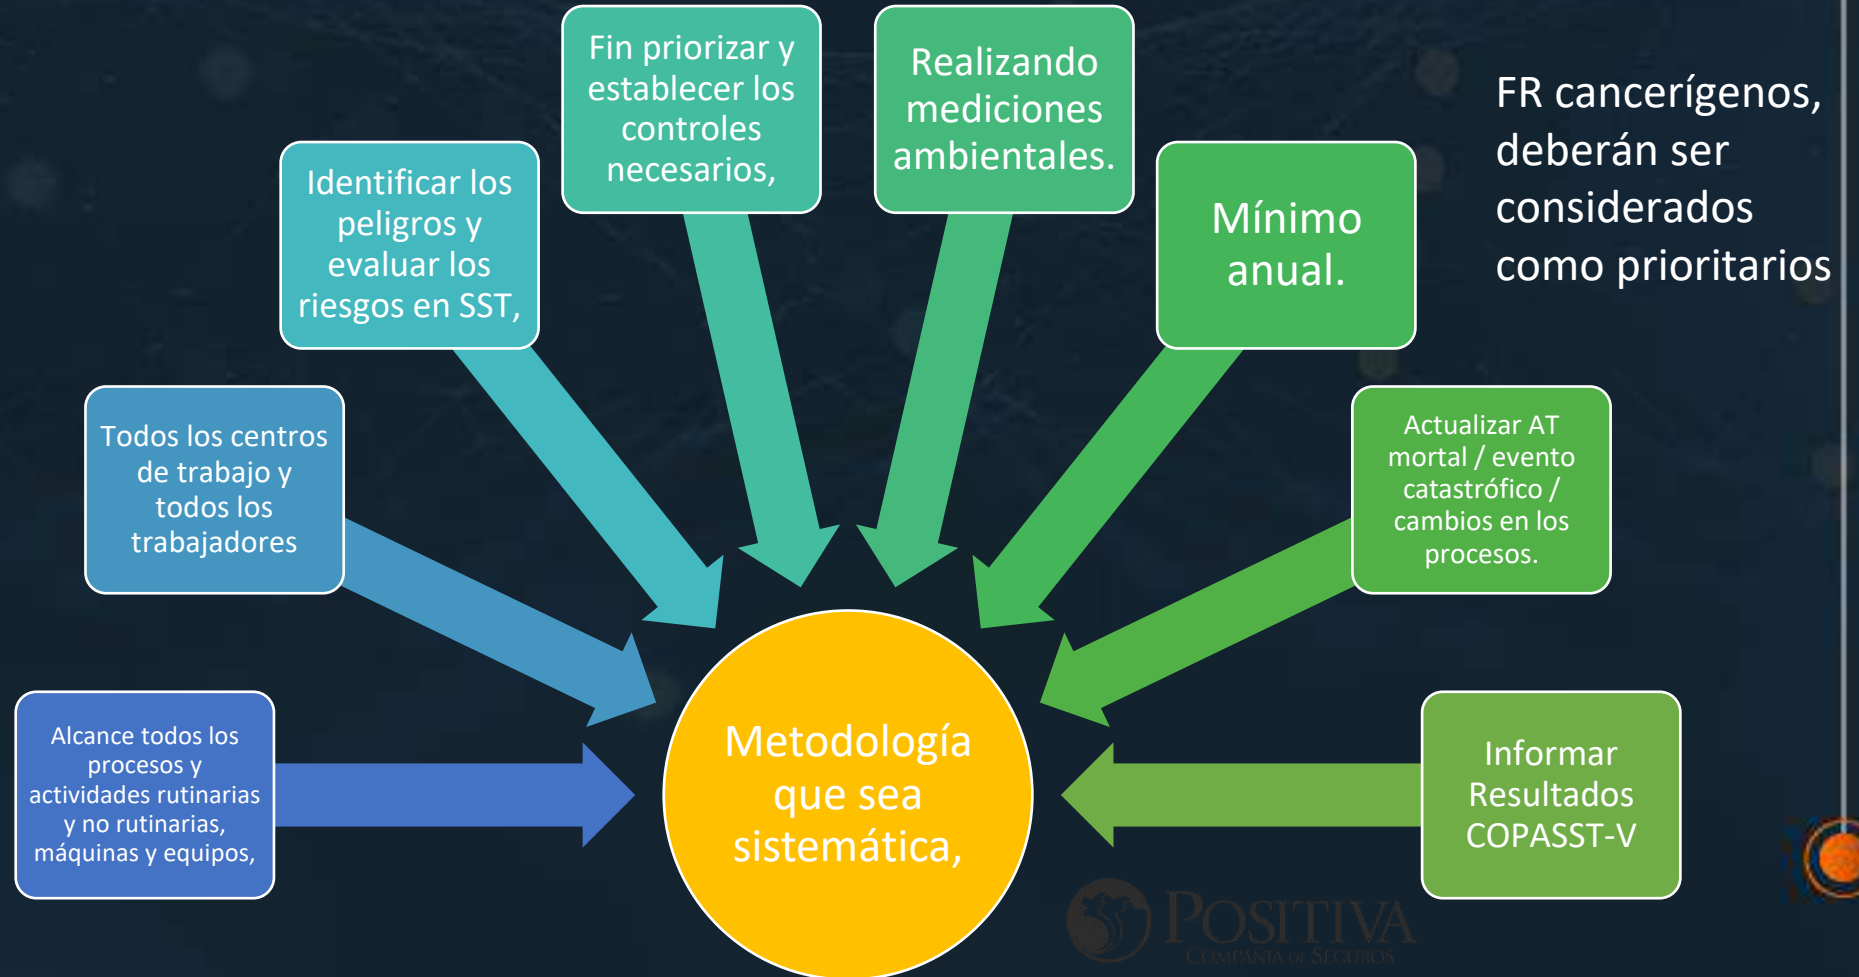 Alcance todos los
procesos y
actividades rutinarias
y no rutinarias,
máquinas y equipos,
Todos los centros
de trabajo y
todos los
trabajadores
Identificar los
peligros y
evaluar los
riesgos en SST,
Fin priorizar y
establecer los
controles
necesarios,
Realizando
mediciones
ambientales.
Mínimo
anual.
Actualizar AT
mortal / evento
catastrófico /
cambios en los
procesos.
Informar
Resultados
COPASST-V
Metodología
que sea
sistemática,
FR cancerígenos,
deberán ser
considerados
como prioritarios
POSITIVA
COMPAÑÍA DE SEGUROS